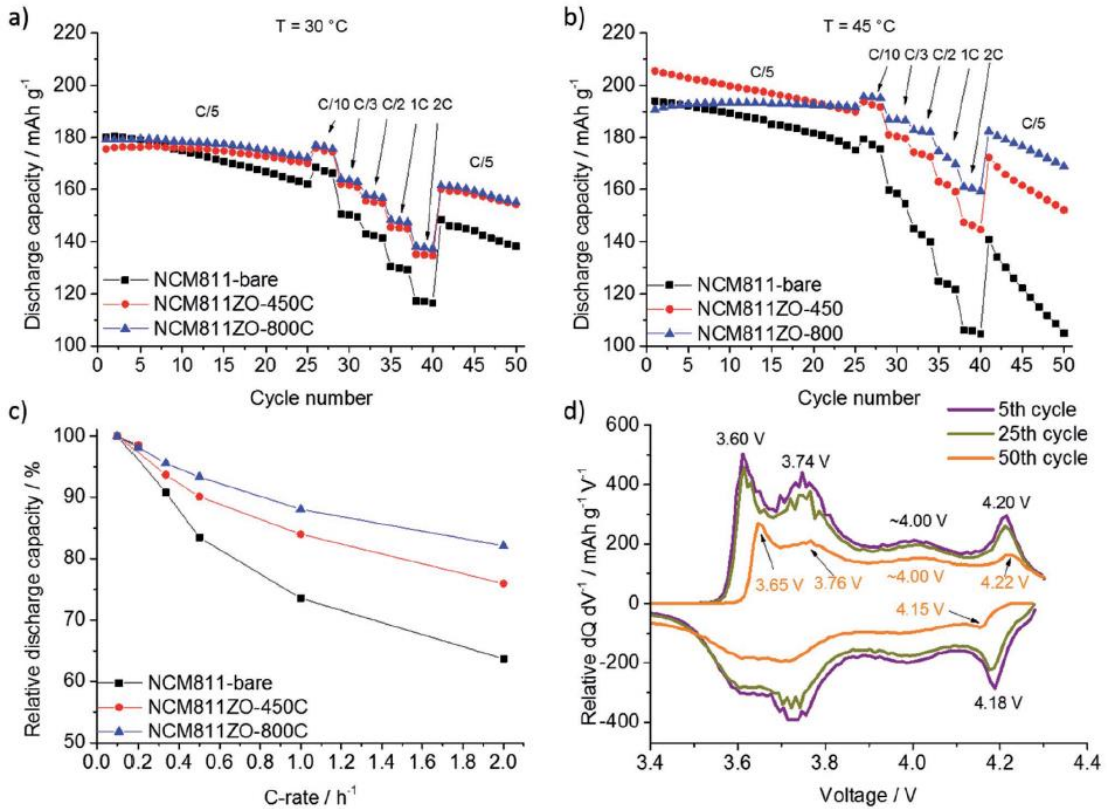 a)
T = 30 °C
220
200
180
160
140
120
100
C/5
C/10 C/3 C/2 1C 2C
C/5
NCM811-bare
NCM811ZO-450C
NCM811ZO-800C
0 5 10 15 20 25 30 35 40 45 50
Cycle number
Discharge capacity / mAh g-1
b)
T = 45 °C
220
200
180
160
140
120
100
C/5
C/10 C/3 C/2 1C 2C
C/5
NCM811-bare
NCM811ZO-450
NCM811ZO-800
0 5 10 15 20 25 30 35 40 45 50
Cycle number
Discharge capacity / mAh g-1
c)
100
90
80
70
60
50
NCM811-bare
NCM811ZO-450C
NCM811ZO-800C
0.0 0.2 0.4 0.6 0.8 1.0 1.2 1.4 1.6 1.8 2.0
C-rate / h-1
Relative discharge capacity / %
d)
5th cycle
25th cycle
50th cycle
600
400
200
0
-200
-400
3.60 V
3.74 V
~4.00 V
4.20 V
3.65 V
3.76 V
~4.00 V
4.22 V
4.15 V
4.18 V
3.4 3.6 3.8 4.0 4.2 4.4
Voltage / V
Relative dQ dV-1 / mAh g-1 V-1